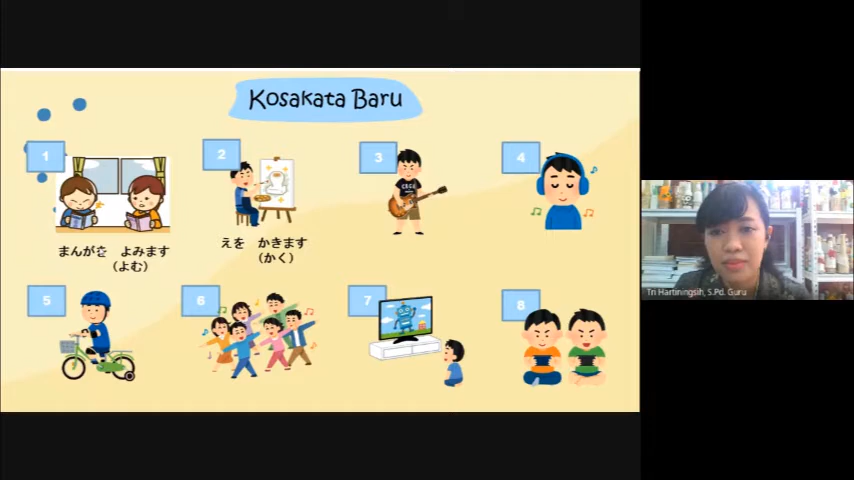 Kosakata Baru
1
2
3
4
まんがを よみます
(よむ)
えを かきます
(かく)
5
6
7
8
Tri Hartiningsih, S.Pd. Guru